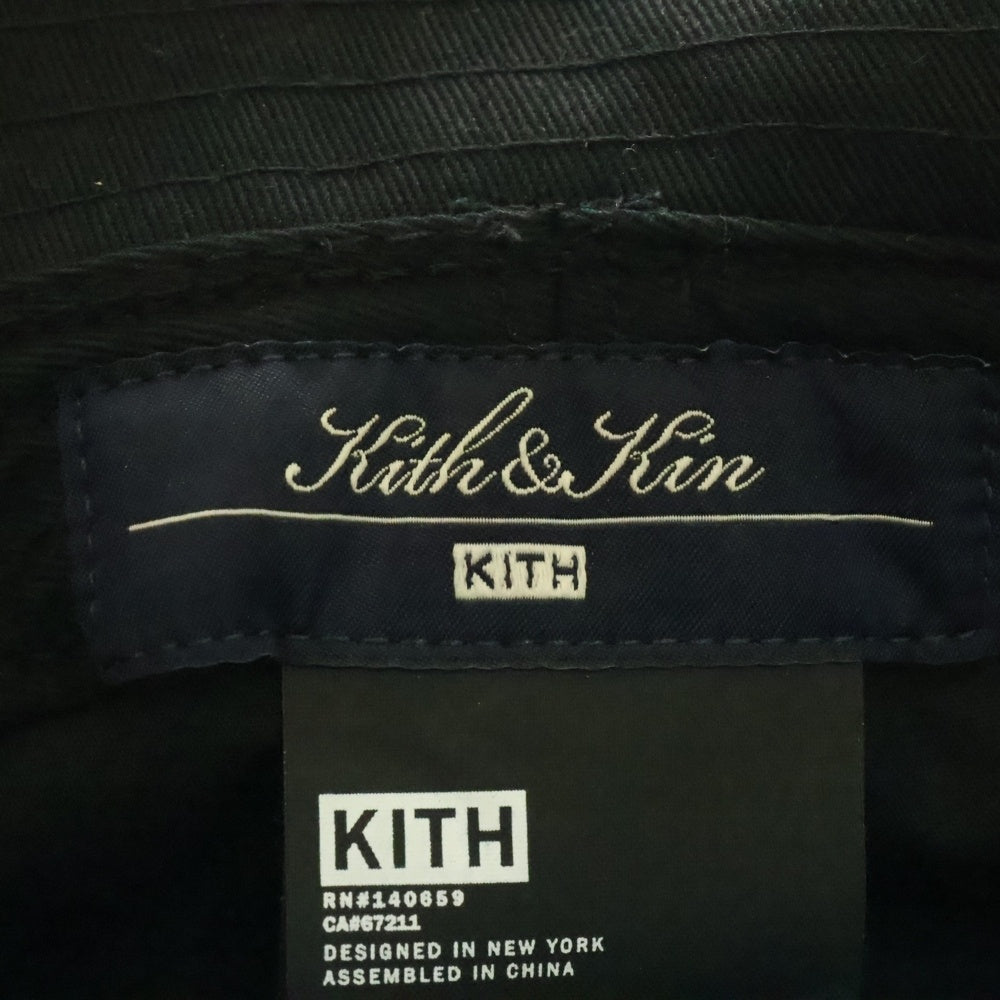 Kith & Kin
KITH
KITH
RN#140659
CA#67211
DESIGNED IN NEW YORK
ASSEMBLED IN CHINA